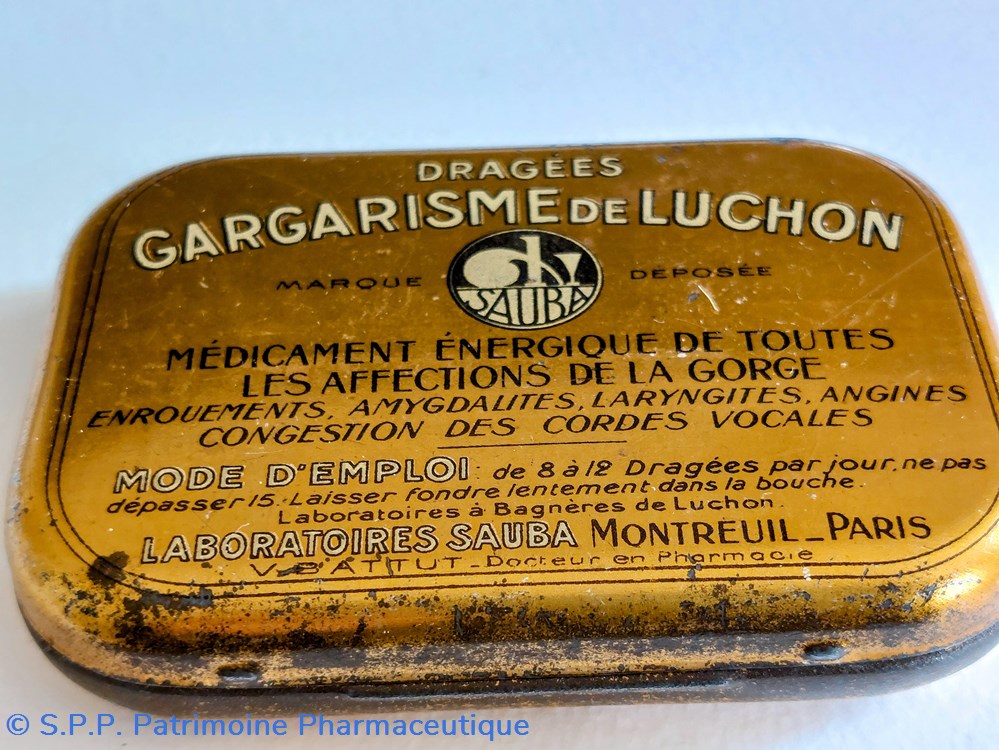 DRAGÉES
GARGARISME DE LUCHON
MARQUE SAUBA DÉPOSÉE
MÉDICAMENT ÉNERGIQUE DE TOUTES
LES AFFECTIONS DE LA GORGE
ENROUEMENTS, AMYGDALITES, LARYNGITES, ANGINES
CONGESTION DES CORDES VOCALES
MODE D'EMPLOI: de 8 à 12 Dragées par jour, ne pas
dépasser 15. Laisser fondre lentement dans la bouche.
Laboratoires à Bagnères de Luchon.
LABORATOIRES SAUBA MONTREUIL_PARIS
V. BATTUT _ Docteur en Pharmacie
© S.P.P. Patrimoine Pharmaceutique